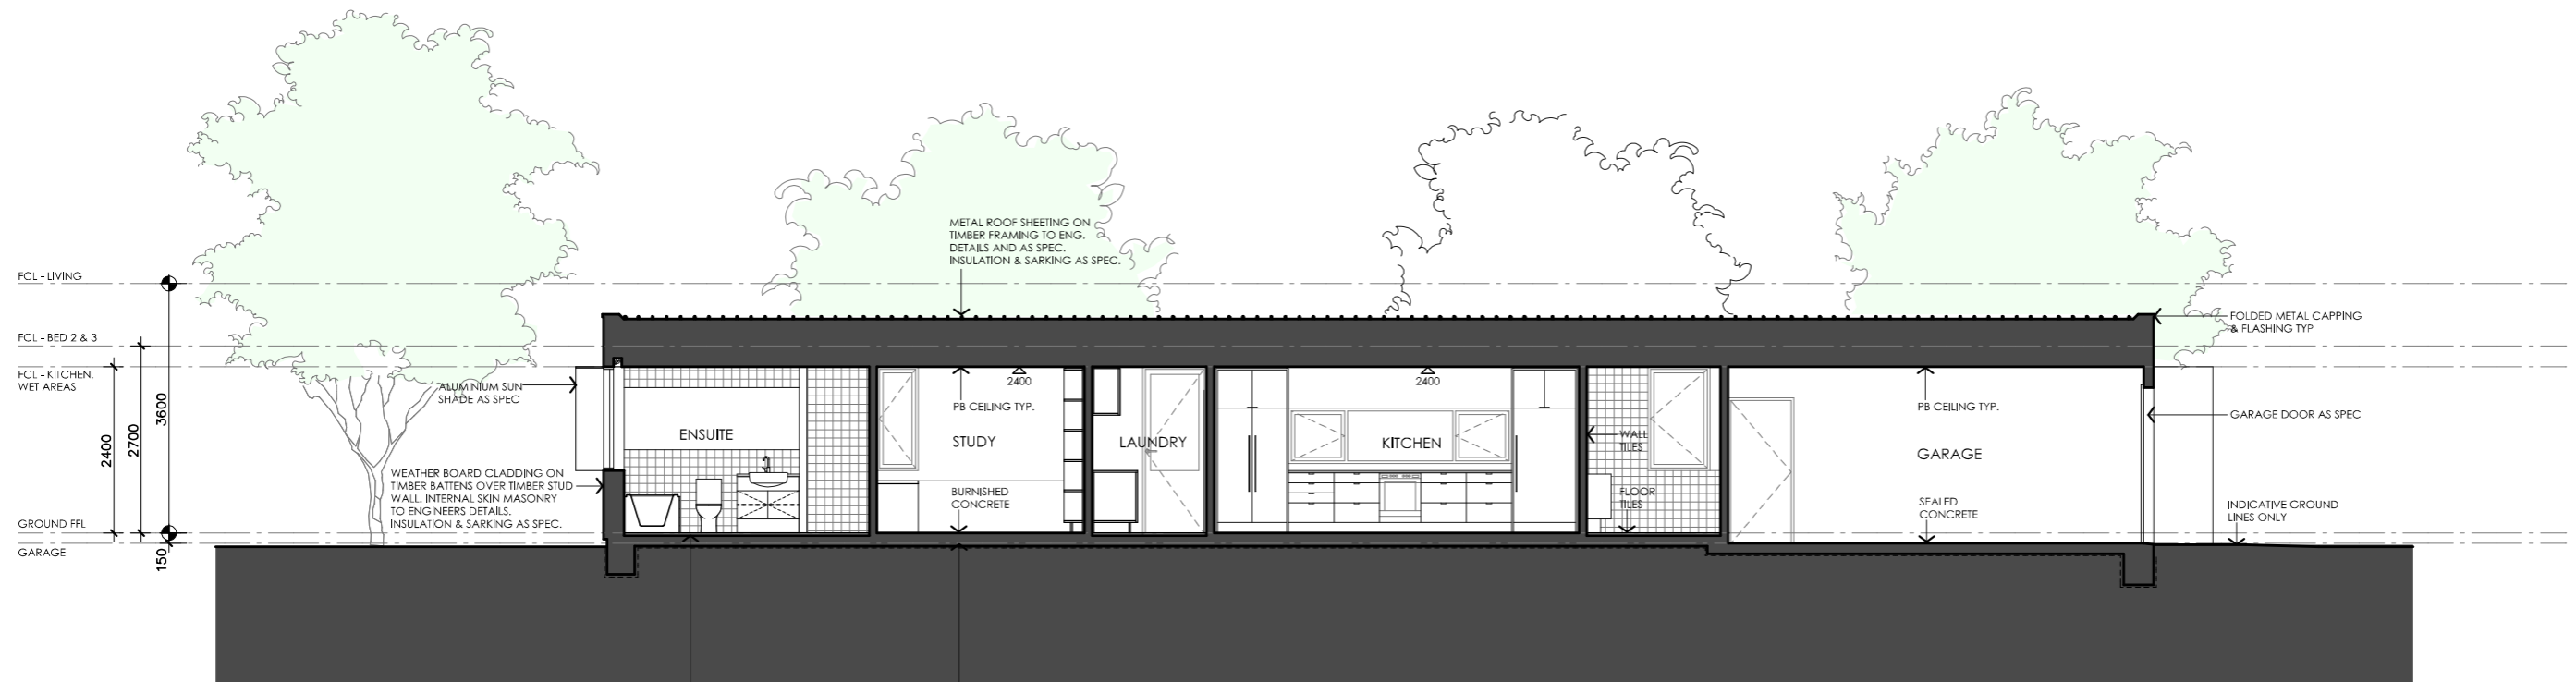 METAL ROOF SHEETING ON
TIMBER FRAMING TO ENG.
DETAILS AND AS SPEC.
INSULATION & SARKING AS SPEC.
FCL - LIVING
FCL - BED 2 & 3
FCL - KITCHEN,
WET AREAS
2400
2700
3600
150
GROUND FFL
GARAGE
ALUMINIUM SUN
SHADE AS SPEC
WEATHER BOARD CLADDING ON
TIMBER BATTENS OVER TIMBER STUD
WALL. INTERNAL SKIN MASONRY
TO ENGINEERS DETAILS.
INSULATION & SARKING AS SPEC.
ENSUITE
2400
PB CEILING TYP.
STUDY
BURNISHED
CONCRETE
LAUNDRY
2400
KITCHEN
WALL
TILES
FLOOR
TILES
PB CEILING TYP.
GARAGE
SEALED
CONCRETE
FOLDED METAL CAPPING
& FLASHING TYP
GARAGE DOOR AS SPEC
INDICATIVE GROUND
LINES ONLY